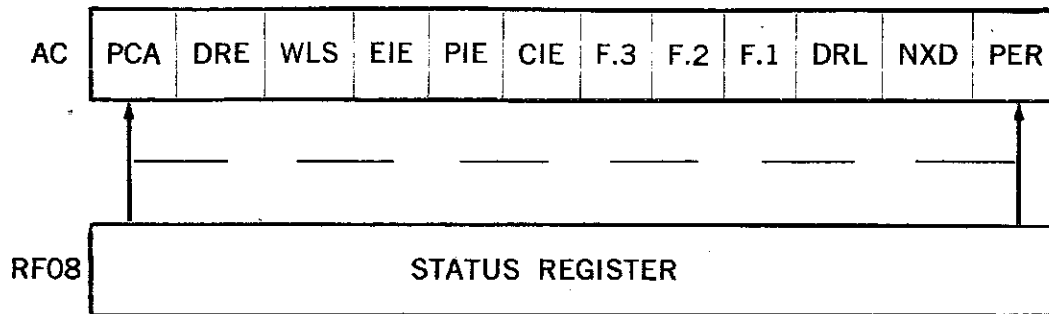 AC PCA DRE WLS EIE PIE CIE F.3 F.2 F.1 DRL NXD PER
RF08 STATUS REGISTER